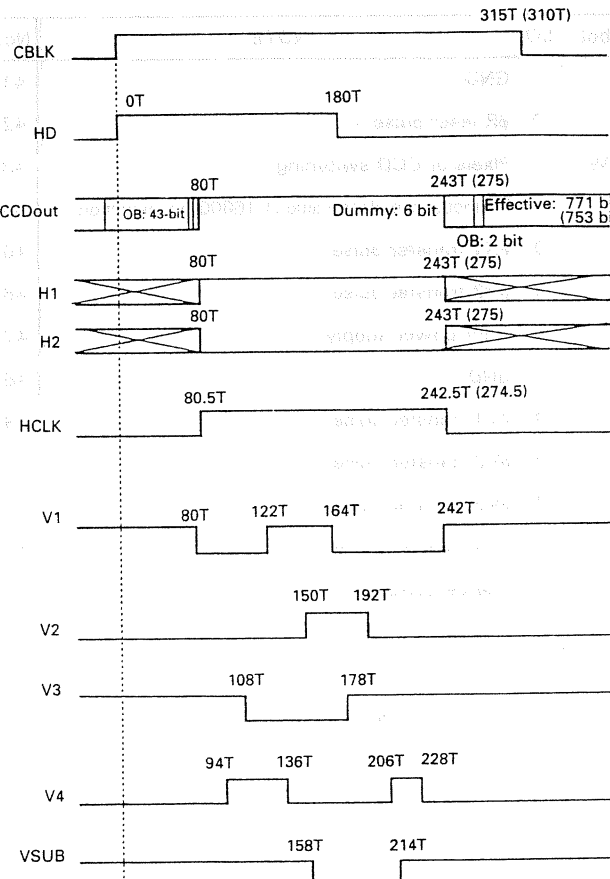 315T (310T)
CBLK
0T
180T
HD
80T
243T (275)
CCDout
OB: 43-bit
Dummy: 6 bit
Effective: 771 b
(753 bi
OB: 2 bit
80T
243T (275)
H1
80T
243T (275)
H2
80.5T
242.5T (274.5)
HCLK
V1
80T
122T
164T
242T
150T
192T
V2
108T
178T
V3
94T
136T
206T
228T
V4
158T
214T
VSUB